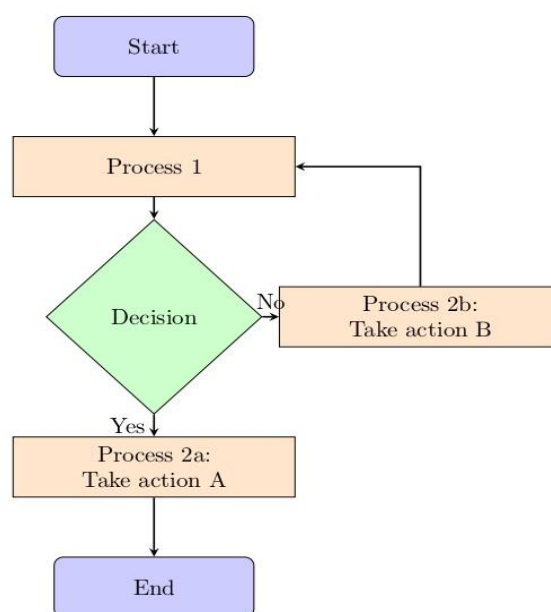 Start
Process 1
Decision
No
Process 2b:
Take action B
Yes
Process 2a:
Take action A
End